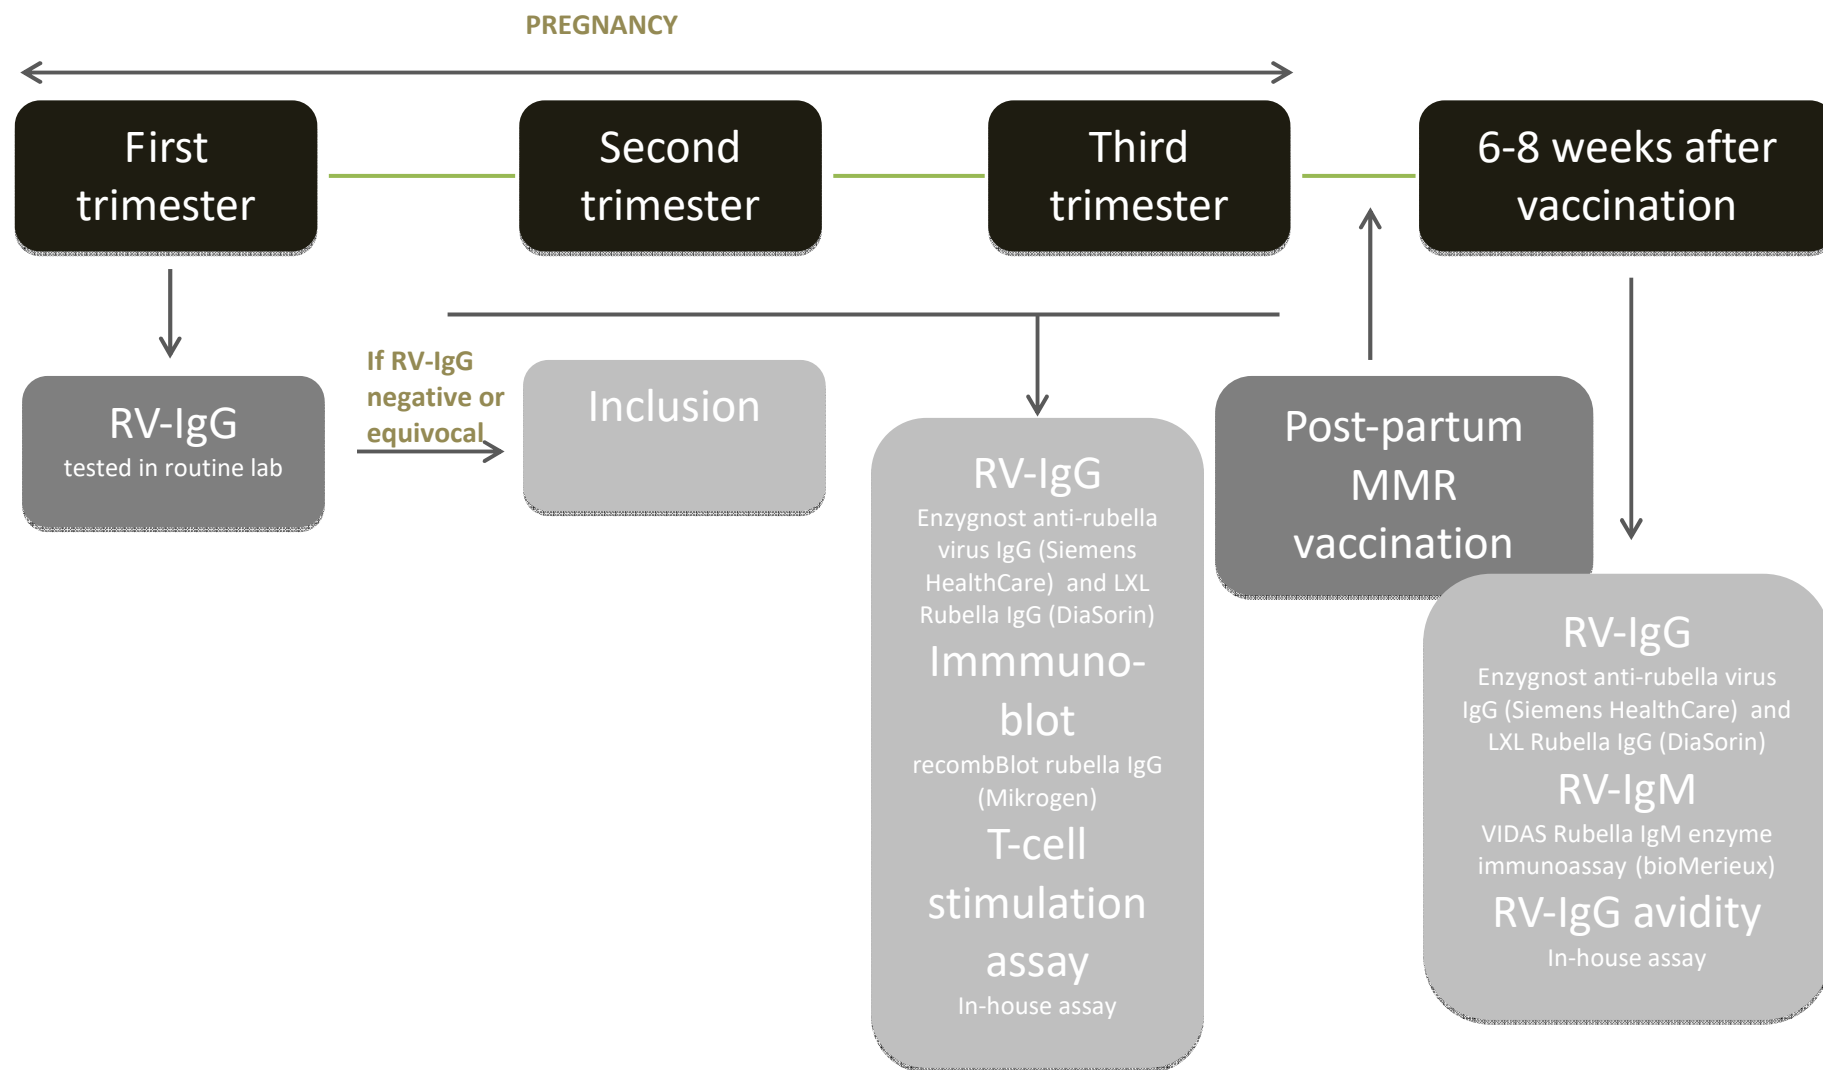 PREGNANCY
First
trimester
Second
trimester
Third
trimester
6-8 weeks after
vaccination
RV-IgG
tested in routine lab
If RV-IgG
negative or
equivocal
Inclusion
RV-IgG
Enzygnost anti-rubella
virus IgG (Siemens
HealthCare) and LXL
Rubella IgG (DiaSorin)
Immmuno-
blot
recombBlot rubella IgG
(Mikrogen)
T-cell
stimulation
assay
In-house assay
Post-partum
MMR
vaccination
RV-IgG
Enzygnost anti-rubella virus
IgG (Siemens HealthCare) and
LXL Rubella IgG (DiaSorin)
RV-IgM
VIDAS Rubella IgM enzyme
immunoassay (bioMerieux)
RV-IgG avidity
In-house assay